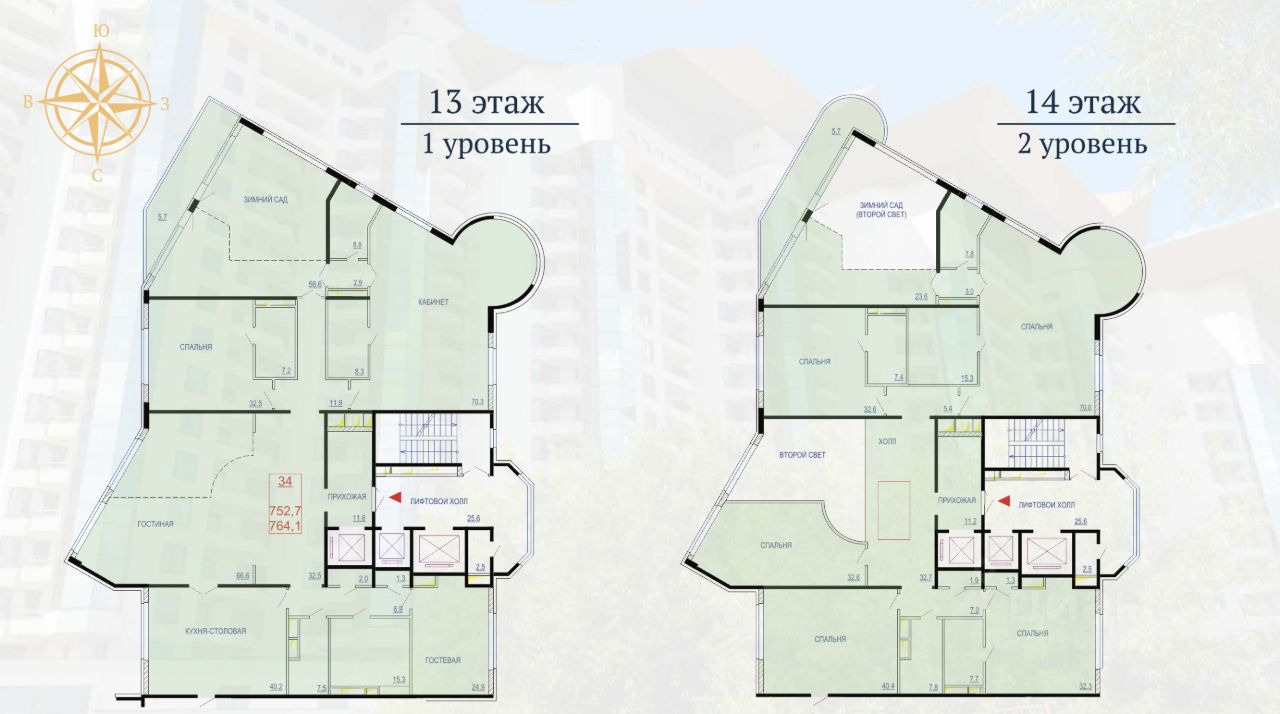 Ю
В
З
С
13 этаж
1 уровень
14 этаж
2 уровень
5.7
ЗИМНИЙ САД
8.8
56.6
2.9
КАБИНЕТ
СПАЛЬНЯ
7.2
8.3
32.5
11.9
70.3
34
752,7
764,1
ПРИХОЖАЯ
11.6
ЛИФТОВОЙ ХОЛЛ
25.6
ГОСТИНАЯ
66.6
32.5
2.0
1.3
2.5
6.9
КУХНЯ-СТОЛОВАЯ
40.2
7.5
15.3
ГОСТЕВАЯ
24.9
5.7
ЗИМНИЙ САД
(ВТОРОЙ СВЕТ)
7.8
23.6
3.0
СПАЛЬНЯ
СПАЛЬНЯ
7.4
15.3
32.6
5.4
70.0
ВТОРОЙ СВЕТ
ХОЛЛ
ПРИХОЖАЯ
11.2
ЛИФТОВОЙ ХОЛЛ
25.6
СПАЛЬНЯ
32.6
32.7
1.9
1.3
2.5
7.0
СПАЛЬНЯ
40.4
7.8
7.7
СПАЛЬНЯ
32.3